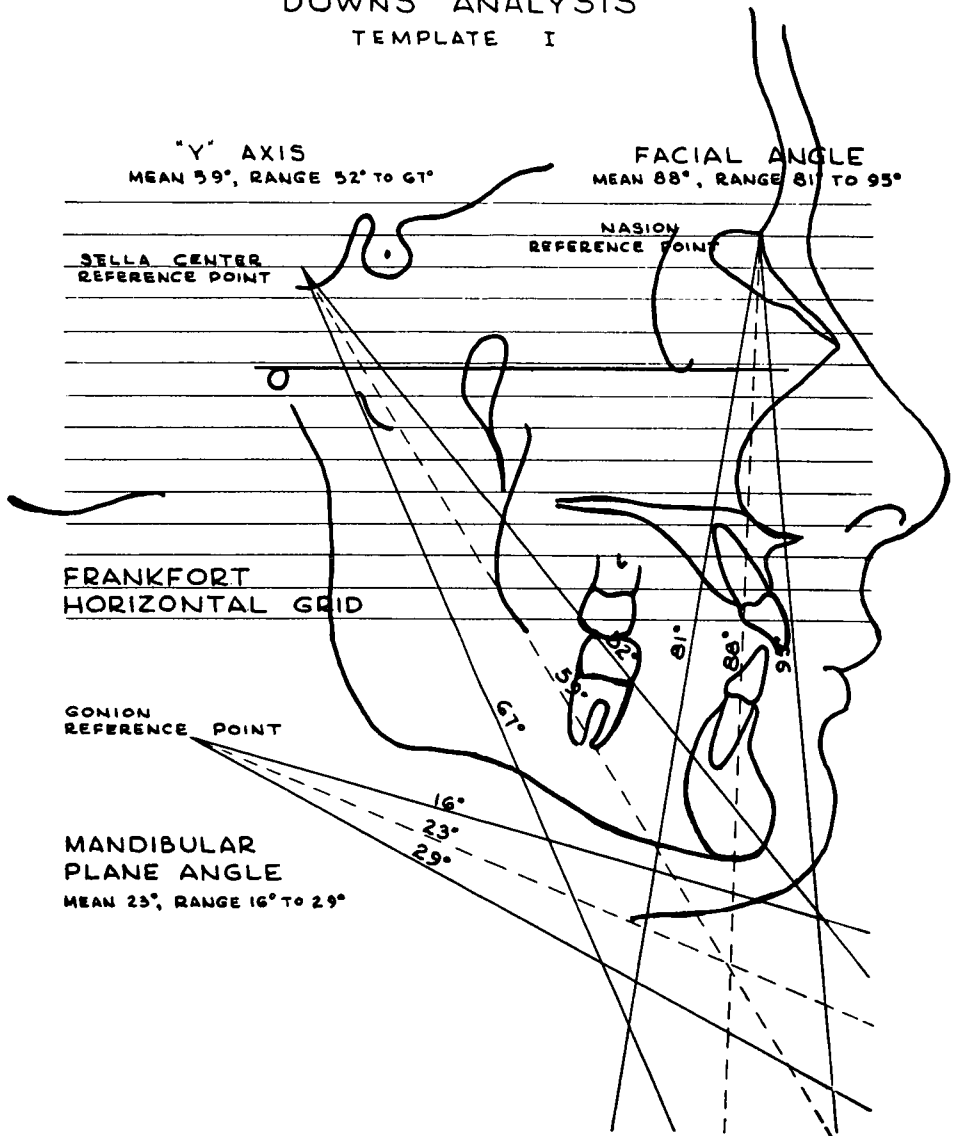 DOWNS ANALYSIS
TEMPLATE I
"Y" AXIS
MEAN 59°, RANGE 52° TO 67°
FACIAL ANGLE
MEAN 88°, RANGE 81° TO 95°
NASION
REFERENCE POINT
SELLA CENTER
REFERENCE POINT
FRANKFORT
HORIZONTAL GRID
52°
59°
67°
81°
88°
95°
GONION
REFERENCE POINT
16°
23°
29°
MANDIBULAR
PLANE ANGLE
MEAN 23°, RANGE 16° TO 29°